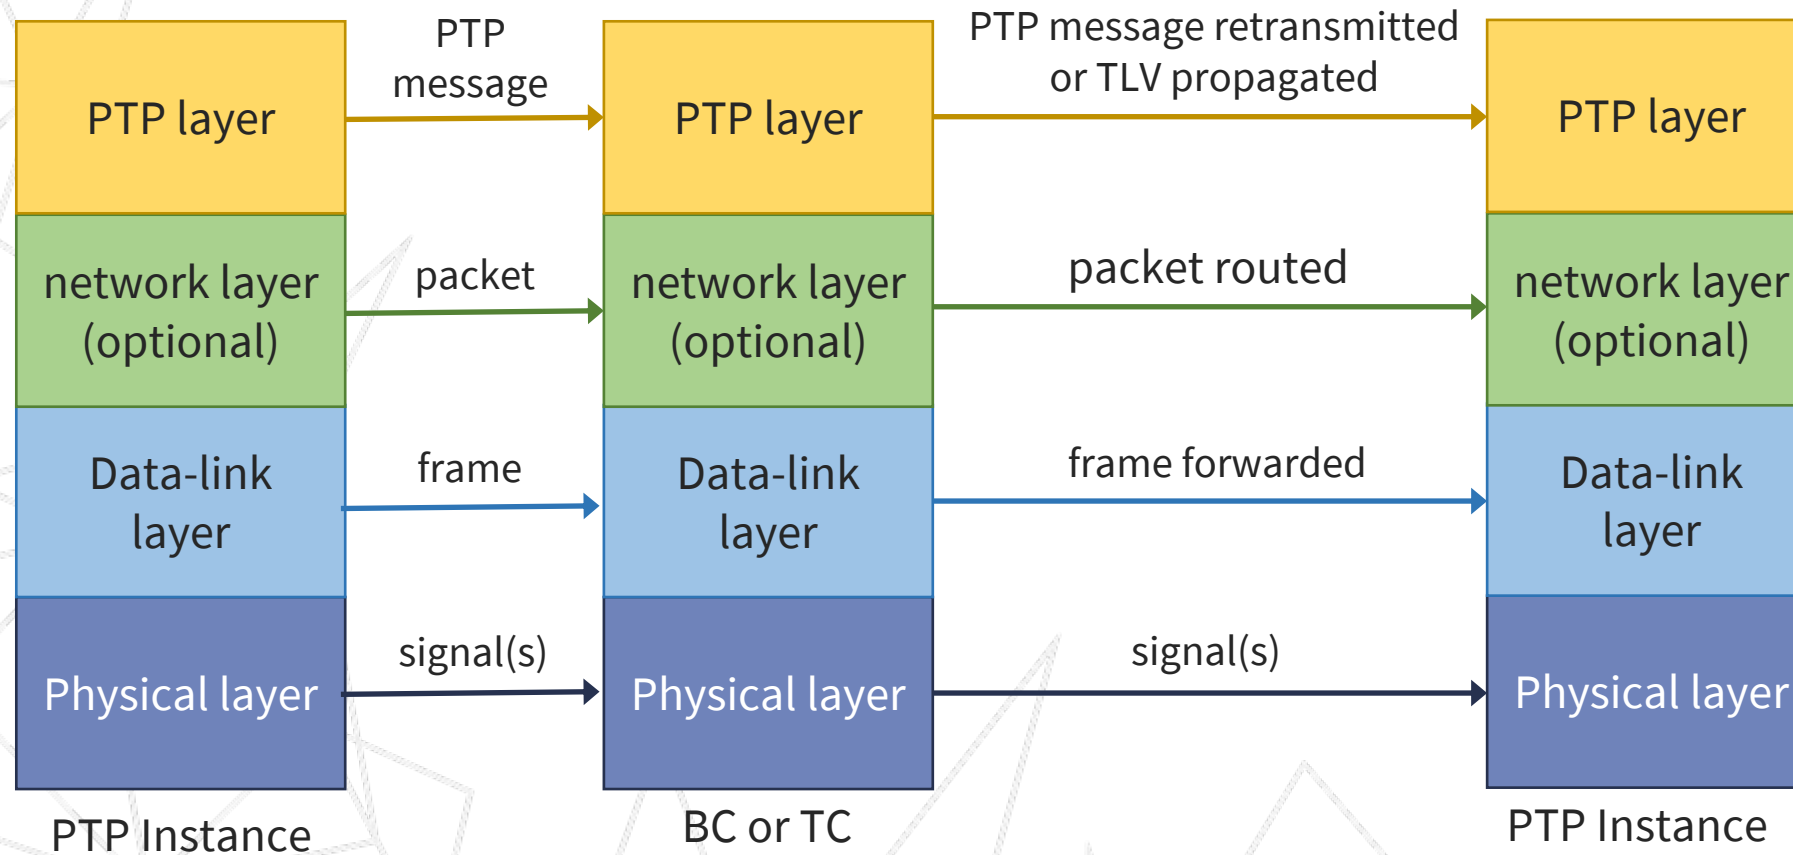 PTP
message
PTP message retransmitted
or TLV propagated
PTP layer
PTP layer
PTP layer
network layer
(optional)
packet
network layer
(optional)
packet routed
network layer
(optional)
Data-link
layer
frame
Data-link
layer
frame forwarded
Data-link
layer
Physical layer
signal(s)
Physical layer
signal(s)
Physical layer
PTP Instance
BC or TC
PTP Instance